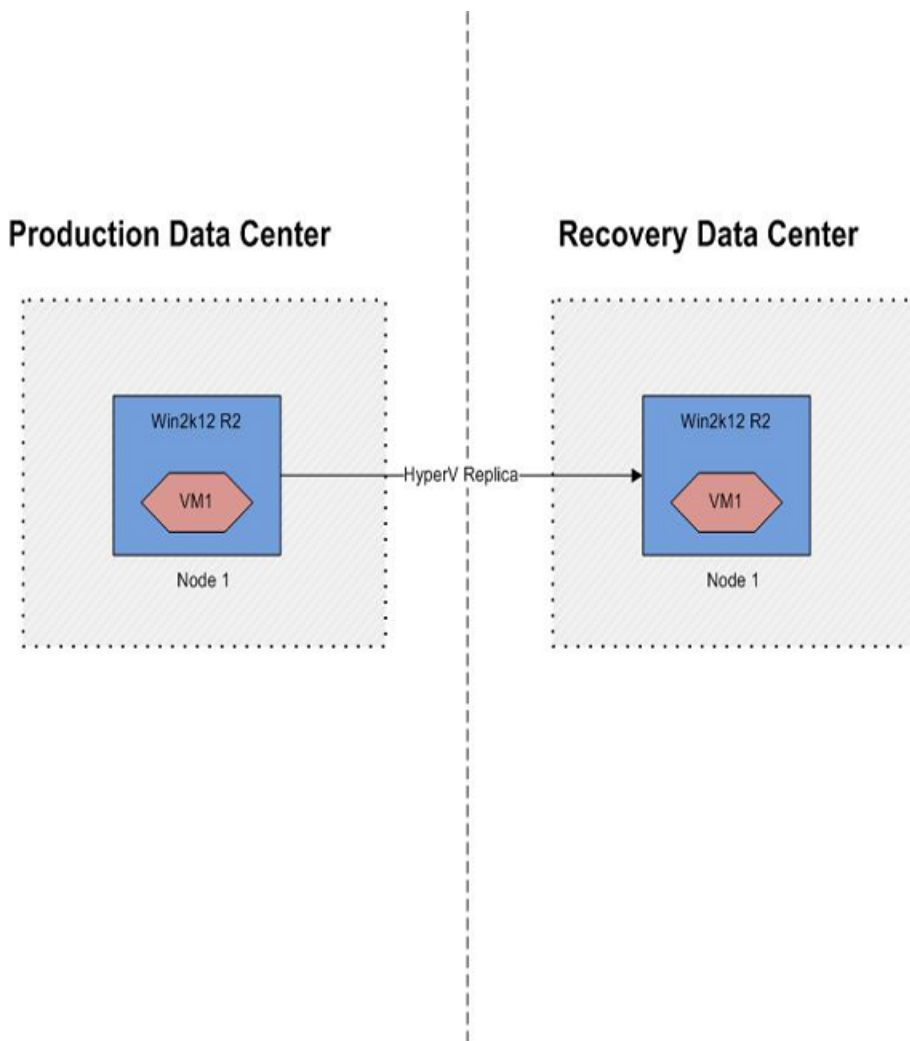 Production Data Center
Recovery Data Center
Win2k12 R2
VM1
Node 1
HyperV Replica
Win2k12 R2
VM1
Node 1